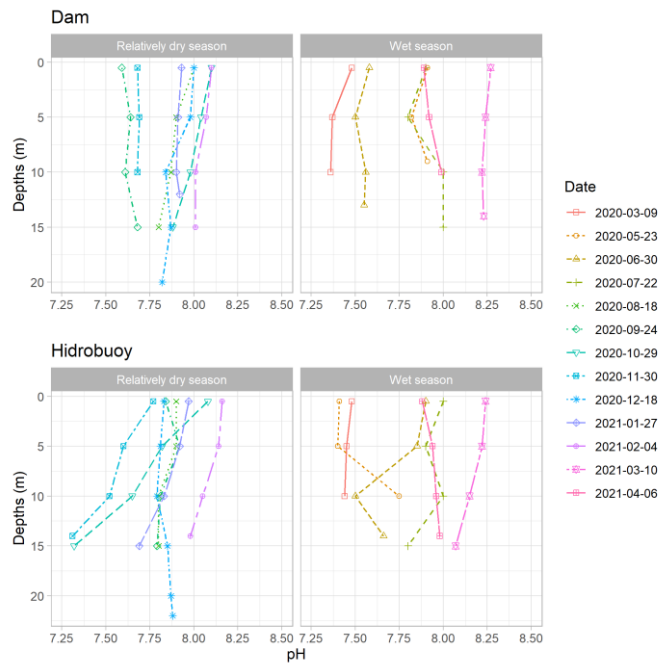 Dam
Relatively dry season Wet season
0
5
10
15
20
Depths (m)
7.25 7.50 7.75 8.00 8.25 8.50 7.25 7.50 7.75 8.00 8.25 8.50
Hidrobuoy
Relatively dry season Wet season
0
5
10
15
20
Depths (m)
7.25 7.50 7.75 8.00 8.25 8.50 7.25 7.50 7.75 8.00 8.25 8.50
pH
Date
2020-03-09
2020-05-23
2020-06-30
2020-07-22
2020-08-18
2020-09-24
2020-10-29
2020-11-30
2020-12-18
2021-01-27
2021-02-04
2021-03-10
2021-04-06